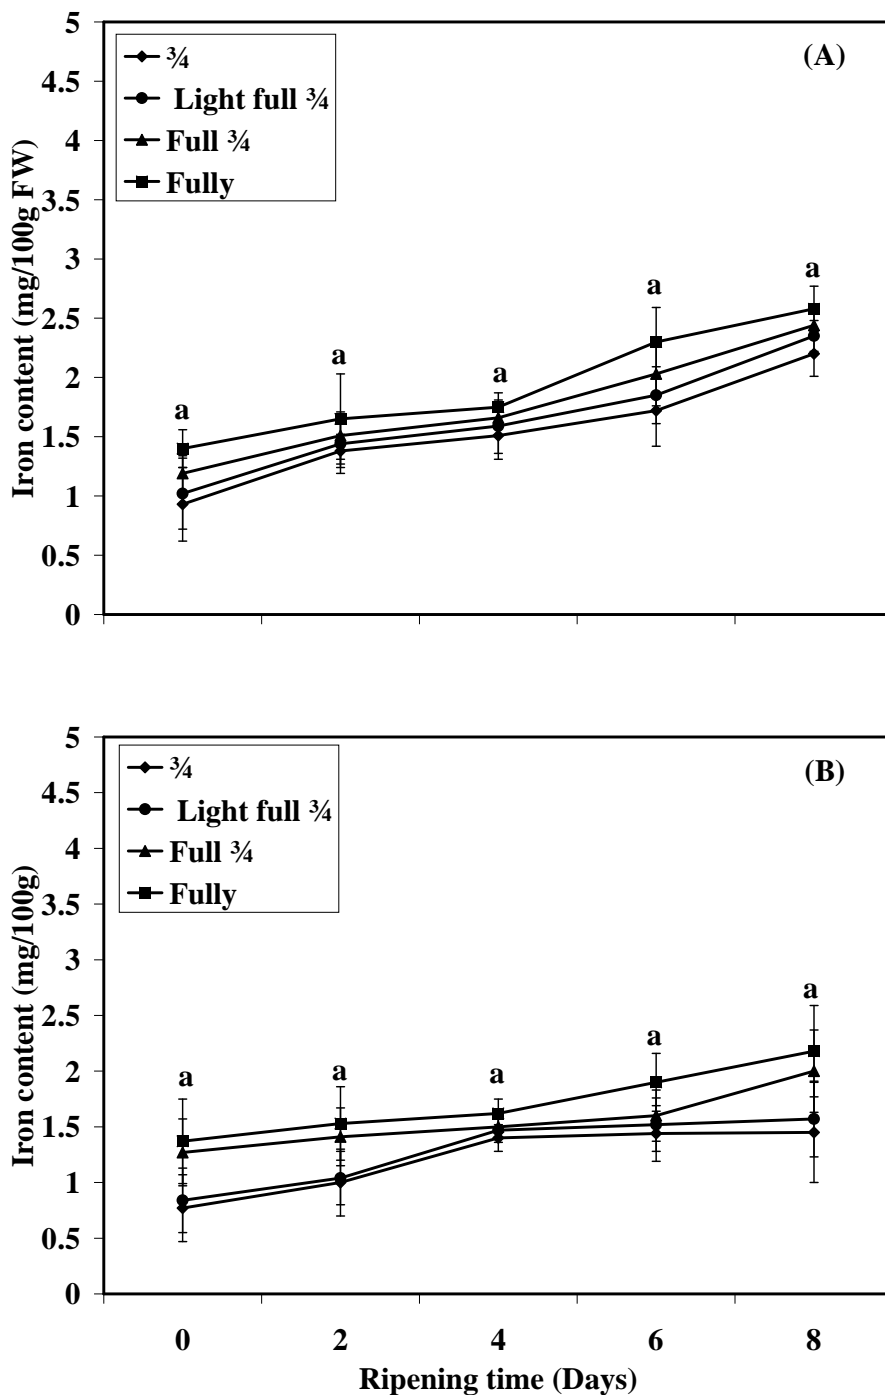 5
4.5
4
3.5
3
2.5
2
1.5
1
0.5
0
Iron content (mg/100g FW)
¾
Light full ¾
Full ¾
Fully
(A)
a
a
a
a
a
5
4.5
4
3.5
3
2.5
2
1.5
1
0.5
0
Iron content (mg/100g)
¾
Light full ¾
Full ¾
Fully
(B)
a
a
a
a
a
0 2 4 6 8
Ripening time (Days)